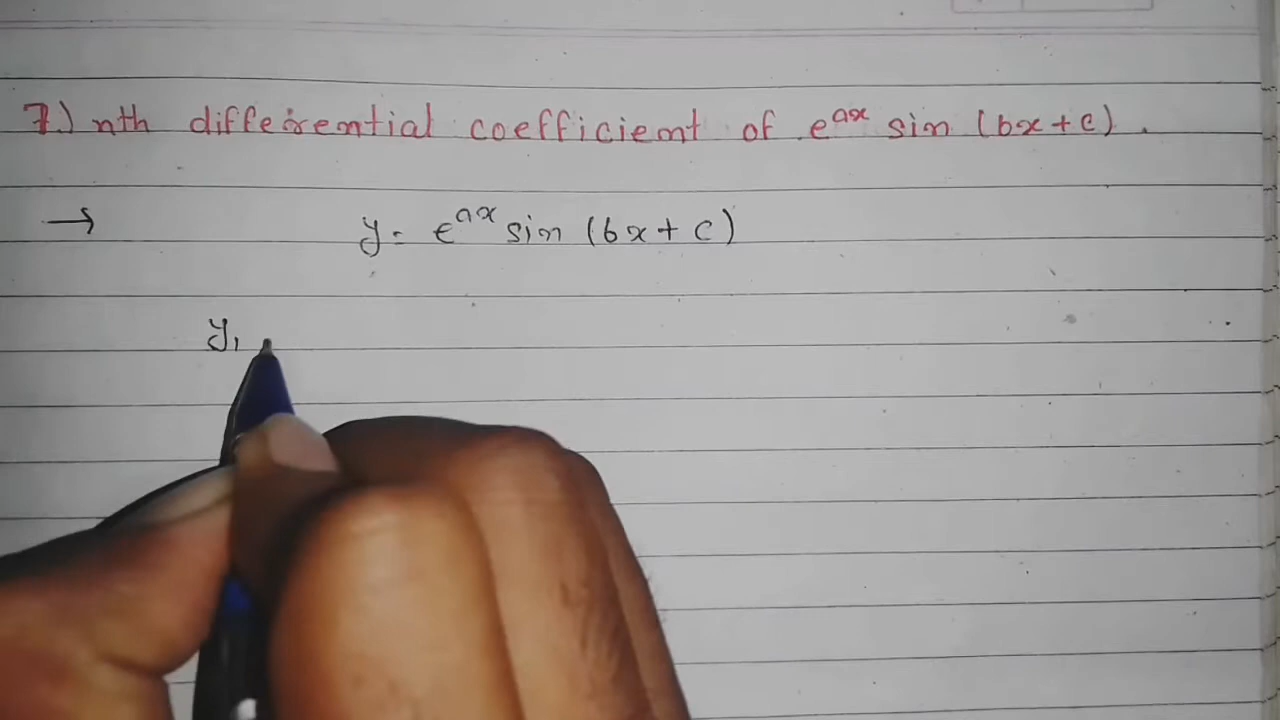 7.) nth differential coefficient of e^ax sin (bx+c).
→ y = e^ax sin (bx+c)
y₁